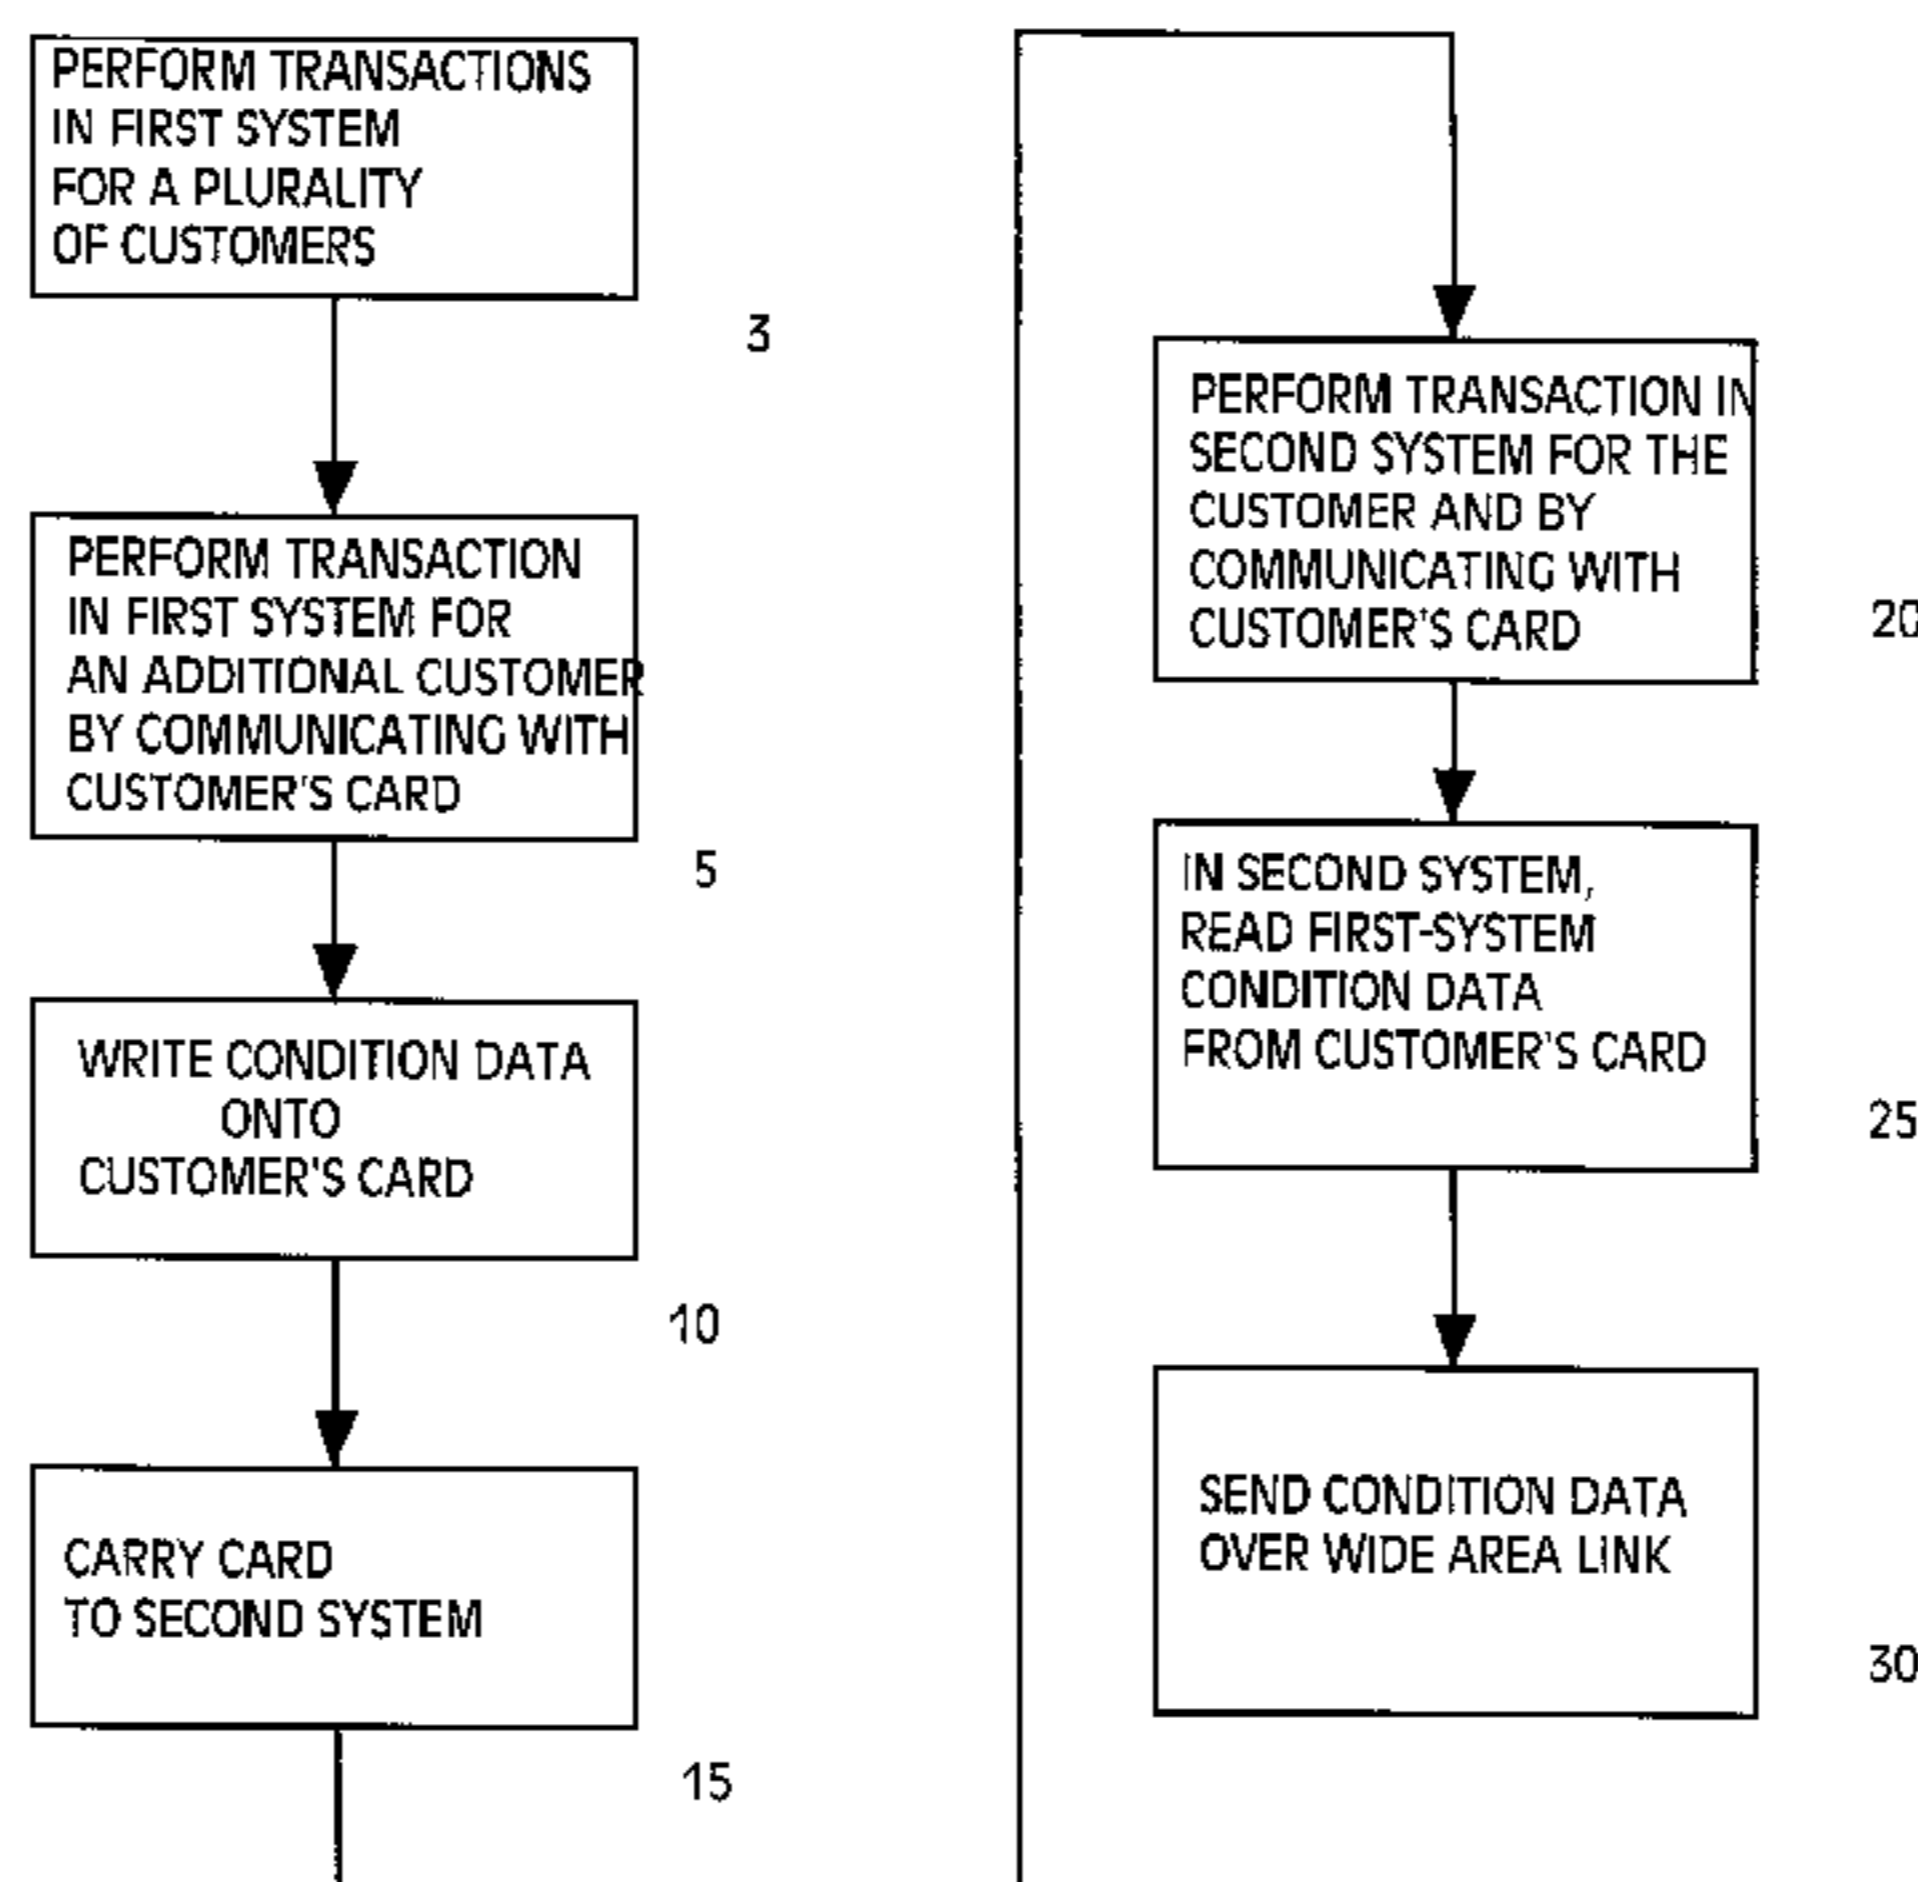 PERFORM TRANSACTIONS
IN FIRST SYSTEM
FOR A PLURALITY
OF CUSTOMERS
3
PERFORM TRANSACTION
IN FIRST SYSTEM FOR
AN ADDITIONAL CUSTOMER
BY COMMUNICATING WITH
CUSTOMER'S CARD
5
WRITE CONDITION DATA
ONTO
CUSTOMER'S CARD
10
CARRY CARD
TO SECOND SYSTEM
15
PERFORM TRANSACTION IN
SECOND SYSTEM FOR THE
CUSTOMER AND BY
COMMUNICATING WITH
CUSTOMER'S CARD
20
IN SECOND SYSTEM,
READ FIRST-SYSTEM
CONDITION DATA
FROM CUSTOMER'S CARD
25
SEND CONDITION DATA
OVER WIDE AREA LINK
30